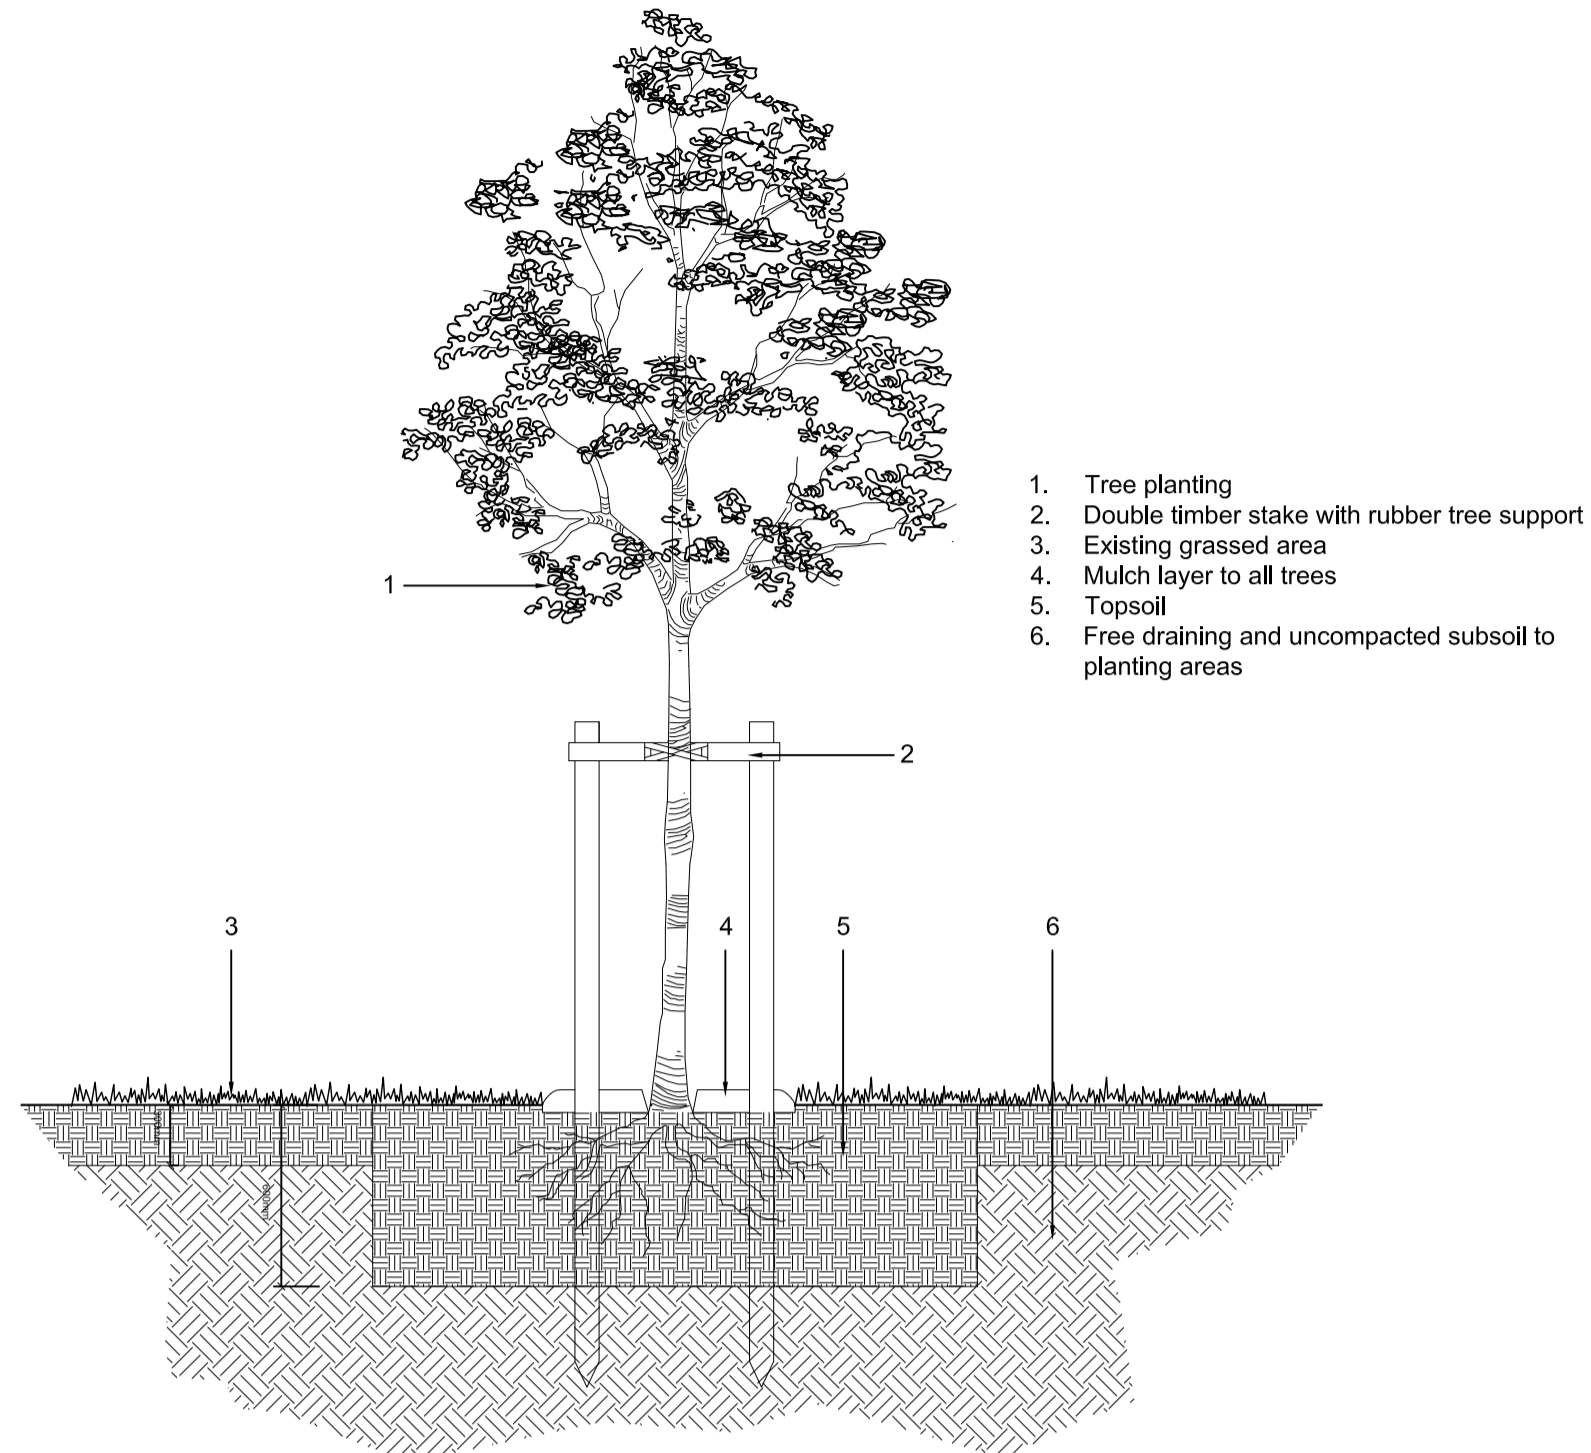 1. Tree planting
2. Double timber stake with rubber tree support
3. Existing grassed area
4. Mulch layer to all trees
5. Topsoil
6. Free draining and uncompacted subsoil to
planting areas
1
2
3
4
5
6